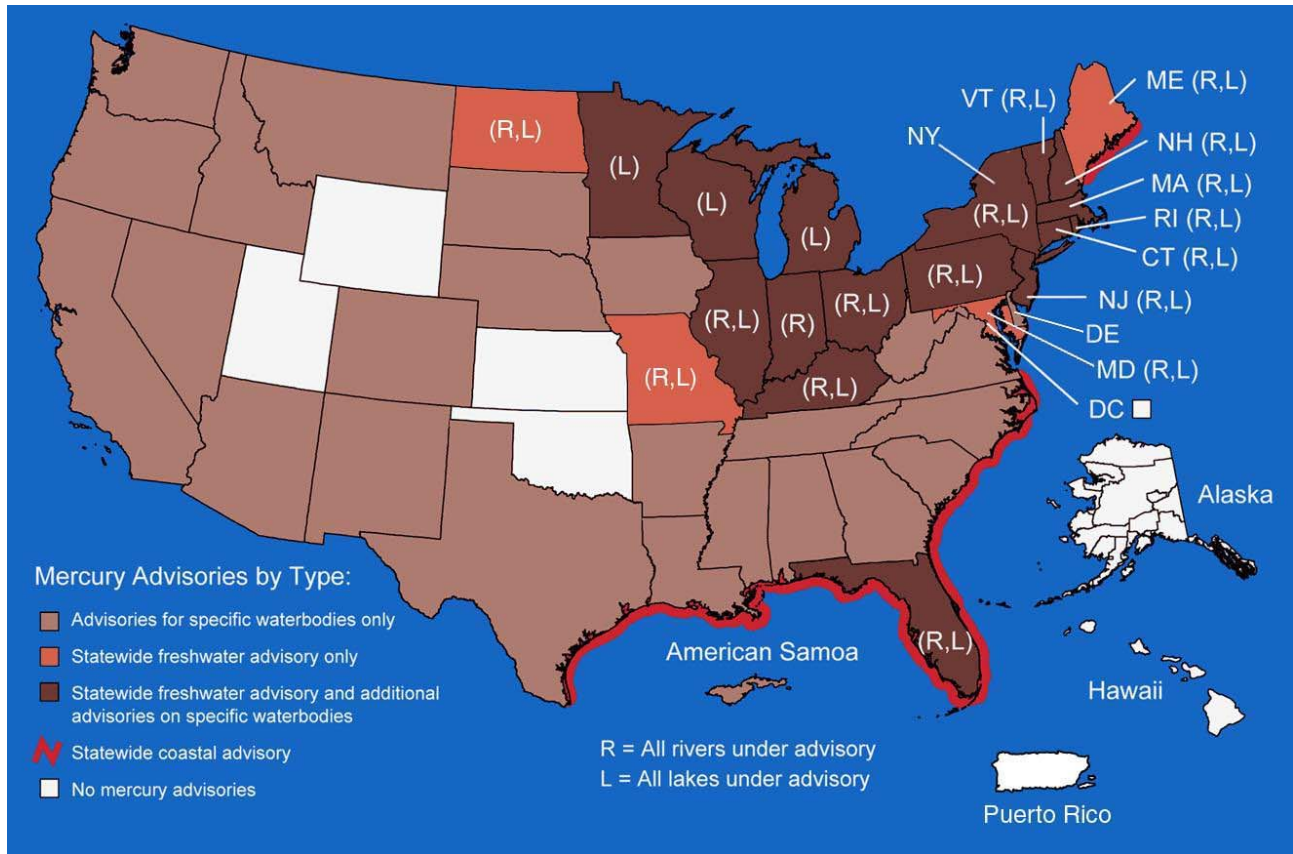 ME (R,L)
VT (R,L)
NY
NH (R,L)
MA (R,L)
RI (R,L)
CT (R,L)
(R,L)
(L)
(L)
(L)
(R,L)
(R,L)
(R,L)
(R)
(R,L)
NJ (R,L)
DE
(R,L)
(R,L)
MD (R,L)
DC
Alaska
Mercury Advisories by Type:
Advisories for specific waterbodies only
Statewide freshwater advisory only
Statewide freshwater advisory and additional
advisories on specific waterbodies
Statewide coastal advisory
No mercury advisories
(R,L)
American Samoa
Hawaii
R = All rivers under advisory
L = All lakes under advisory
Puerto Rico